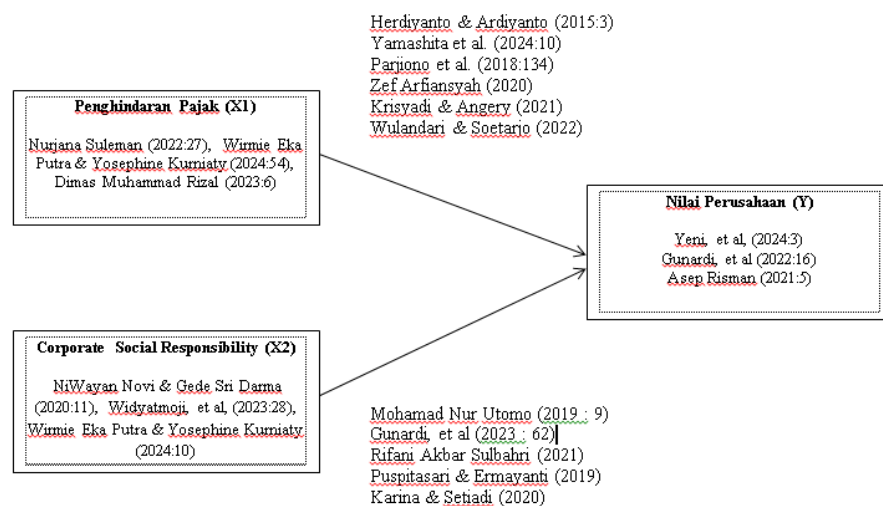 Herdiyanto & Ardiyanto (2015:3)
Yamashita et al. (2024:10)
Parjiono et al. (2018:134)
Zef Arfiansyah (2020)
Krisyadi & Angery (2021)
Wulandari & Soetarjo (2022)
Penghindaran Pajak (X1)
Nurjana Suleman (2022:27), Wirmie Eka
Putra & Yosephine Kurniaty (2024:54),
Dimas Muhammad Rizal (2023:6)
Nilai Perusahaan (Y)
Yeni, et al, (2024:3)
Gunardi, et al (2022:16)
Asep Risman (2021:5)
Corporate Social Responsibility (X2)
NiWayan Novi & Gede Sri Darma
(2020:11), Widyatmoji, et al, (2023:28),
Wirmie Eka Putra & Yosephine Kurniaty
(2024:10)
Mohamad Nur Utomo (2019 : 9)
Gunardi, et al (2023 : 62)
Rifani Akbar Sulbahri (2021)
Puspitasari & Ermayanti (2019)
Karina & Setiadi (2020)